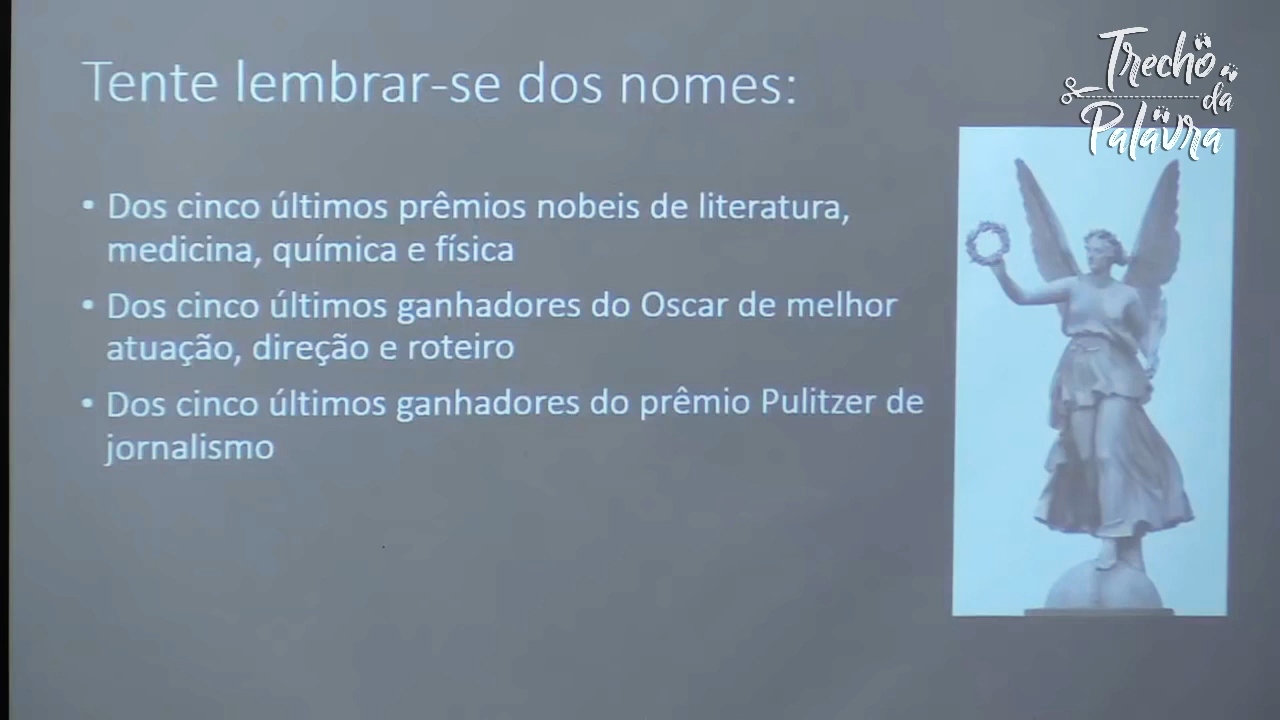 Trecho
da
Palavra
Tente lembrar-se dos nomes:
• Dos cinco últimos prêmios nobeis de literatura,
medicina, química e física
• Dos cinco últimos ganhadores do Oscar de melhor
atuação, direção e roteiro
• Dos cinco últimos ganhadores do prêmio Pulitzer de
jornalismo